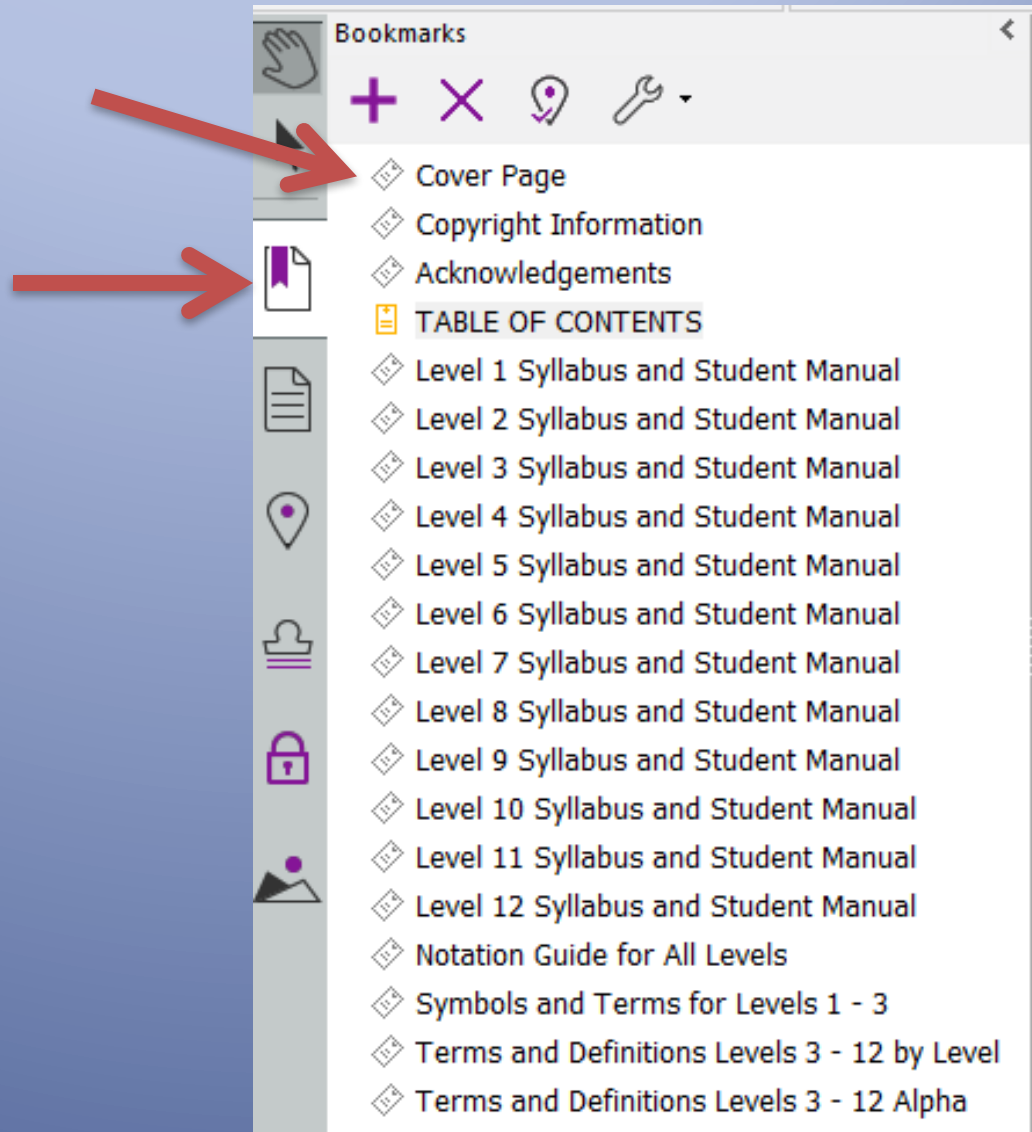 Bookmarks
Cover Page
Copyright Information
Acknowledgements
TABLE OF CONTENTS
Level 1 Syllabus and Student Manual
Level 2 Syllabus and Student Manual
Level 3 Syllabus and Student Manual
Level 4 Syllabus and Student Manual
Level 5 Syllabus and Student Manual
Level 6 Syllabus and Student Manual
Level 7 Syllabus and Student Manual
Level 8 Syllabus and Student Manual
Level 9 Syllabus and Student Manual
Level 10 Syllabus and Student Manual
Level 11 Syllabus and Student Manual
Level 12 Syllabus and Student Manual
Notation Guide for All Levels
Symbols and Terms for Levels 1 - 3
Terms and Definitions Levels 3 - 12 by Level
Terms and Definitions Levels 3 - 12 Alpha